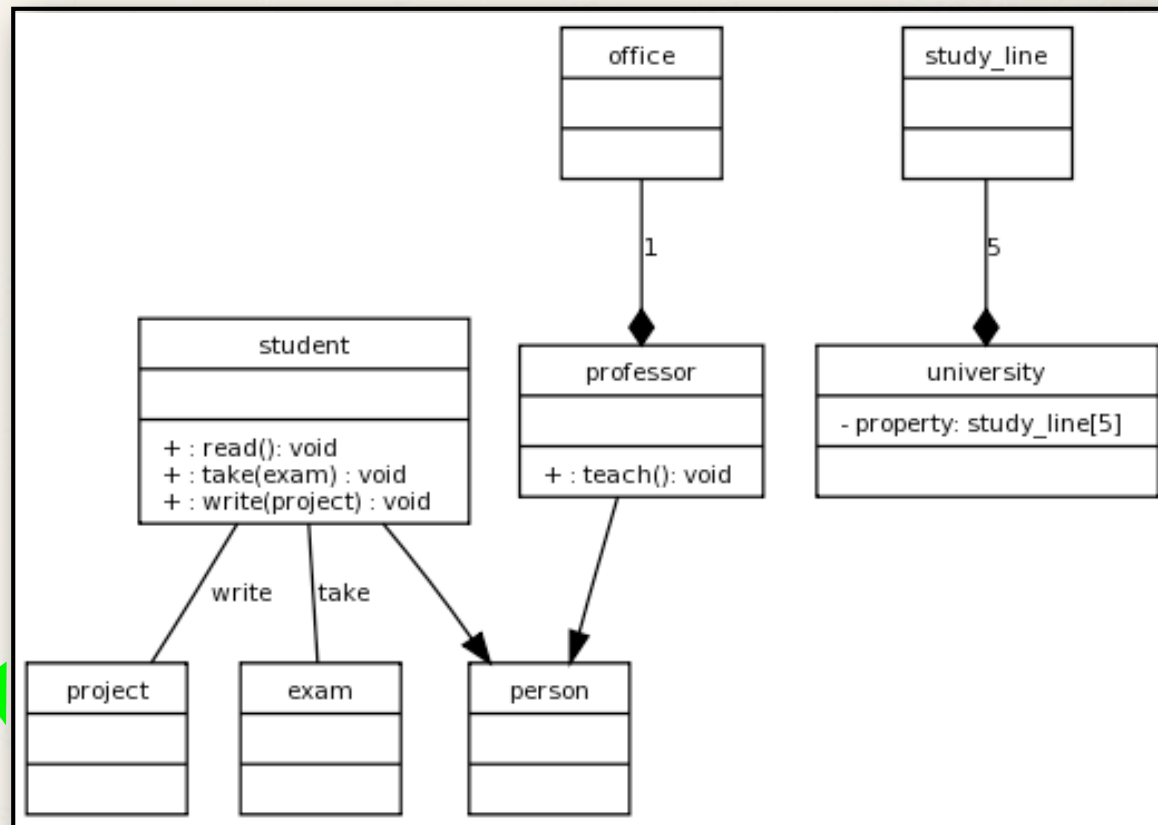 office
study_line
1
5
student
+ : read(): void
+ : take(exam) : void
+ : write(project) : void
professor
+ : teach(): void
university
- property: study_line[5]
write
take
project
exam
person